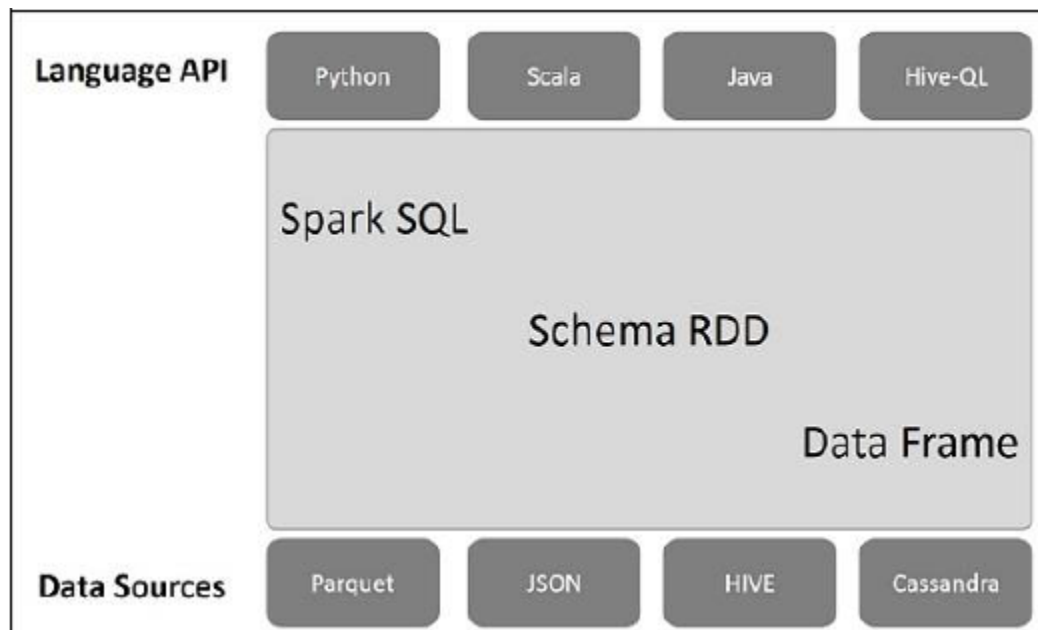 Language API
Python
Scala
Java
Hive-QL
Spark SQL
Schema RDD
Data Frame
Data Sources
Parquet
JSON
HIVE
Cassandra